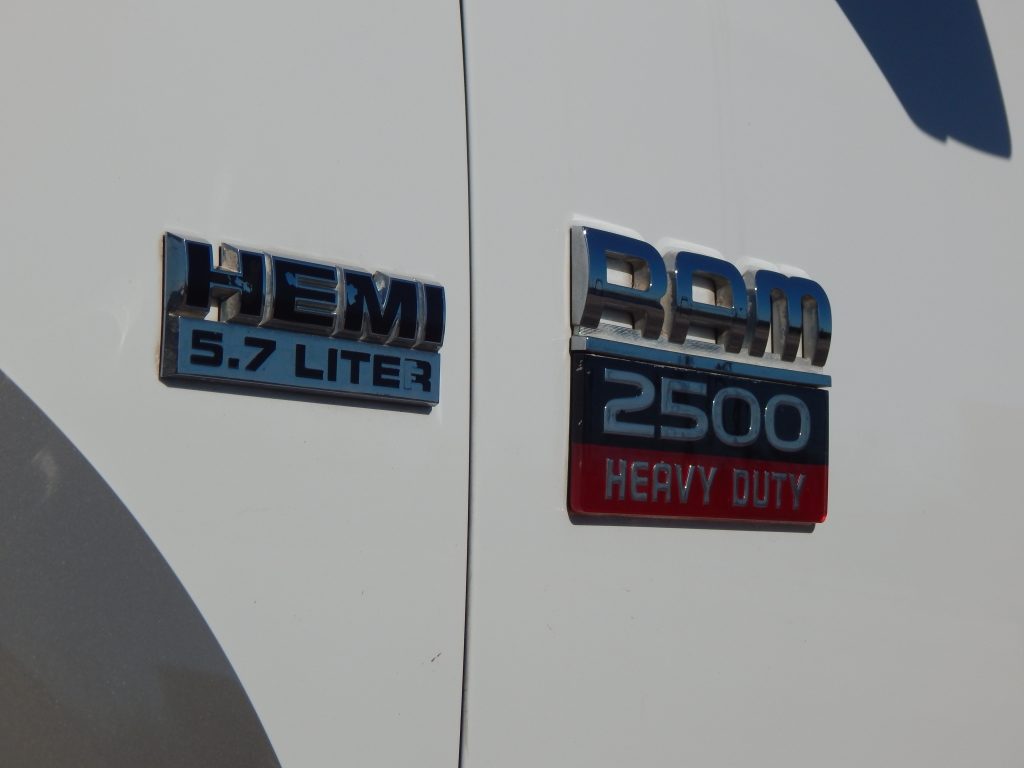 HEMI
5.7 LITER
RAM
2500
HEAVY DUTY